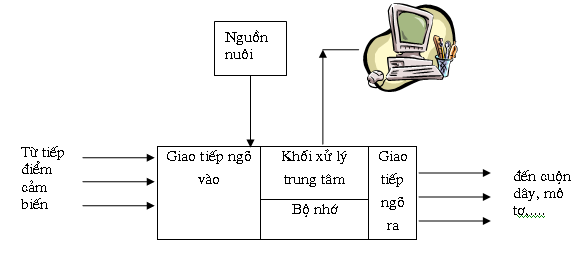 Nguồn
nuôi
Từ tiếp
điểm
cảm
biến
Giao tiếp ngõ
vào
Khối xử lý
trung tâm
Bộ nhớ
Giao
tiếp
ngõ
ra
đến cuộn
dây, mô
tơ,....